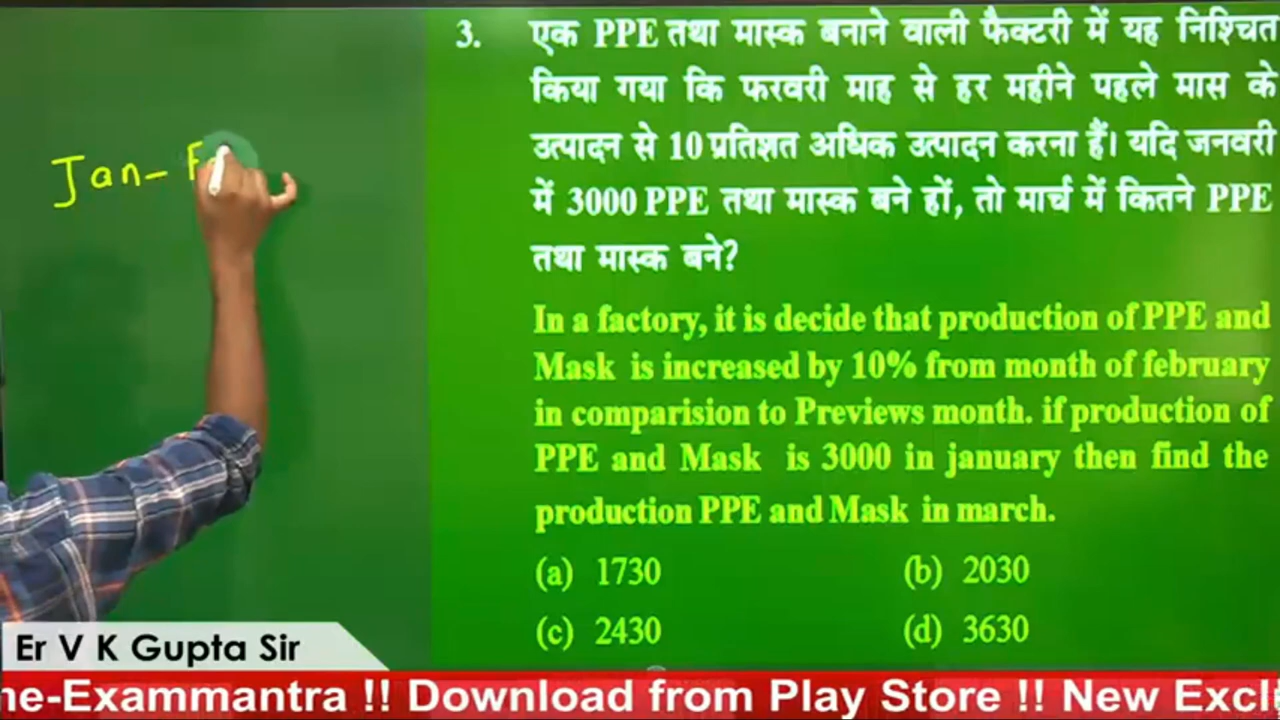 3. एक PPE तथा मास्क बनाने वाली फैक्टरी में यह निश्चित
किया गया कि फरवरी माह से हर महीने पहले मास के
उत्पादन से 10 प्रतिशत अधिक उत्पादन करना हैं। यदि जनवरी
में 3000 PPE तथा मास्क बने हों, तो मार्च में कितने PPE
तथा मास्क बने?
Jan-
In a factory, it is decide that production of PPE and
Mask is increased by 10% from month of february
in comparision to Previews month. if production of
PPE and Mask is 3000 in january then find the
production PPE and Mask in march.
(a) 1730 (b) 2030
(c) 2430 (d) 3630
Er V K Gupta Sir
ne-Exammantra !! Download from Play Store !! New Excl